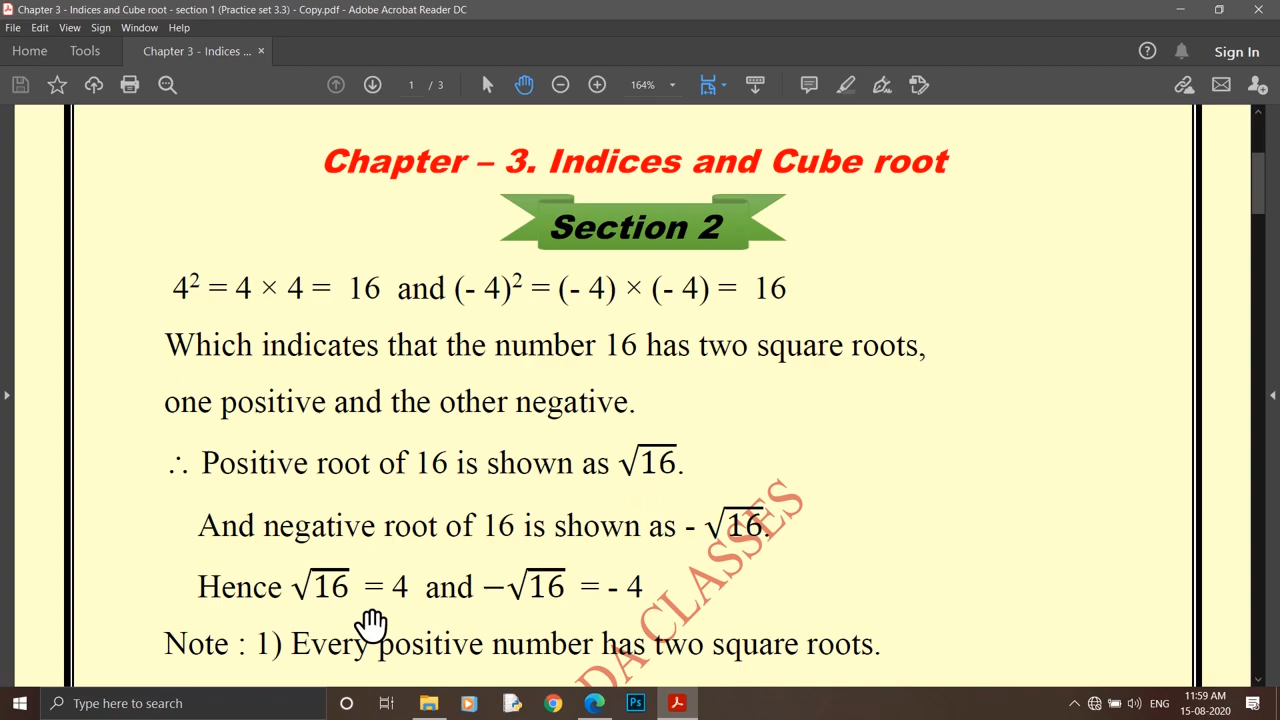 Chapter 3 - Indices and Cube root - section 1 (Practice set 3.3) - Copy.pdf - Adobe Acrobat Reader DC
File Edit View Sign Window Help
Home Tools Chapter 3 - Indices ... × Sign In
1 / 3 164%
Chapter – 3. Indices and Cube root
Section 2
4² = 4 × 4 = 16 and (- 4)² = (- 4) × (- 4) = 16
Which indicates that the number 16 has two square roots,
one positive and the other negative.
∴ Positive root of 16 is shown as √16.
And negative root of 16 is shown as - √16.
Hence √16 = 4 and −√16 = - 4
Note : 1) Every positive number has two square roots.
DA CLASSES
Type here to search
ENG
11:59 AM
15-08-2020